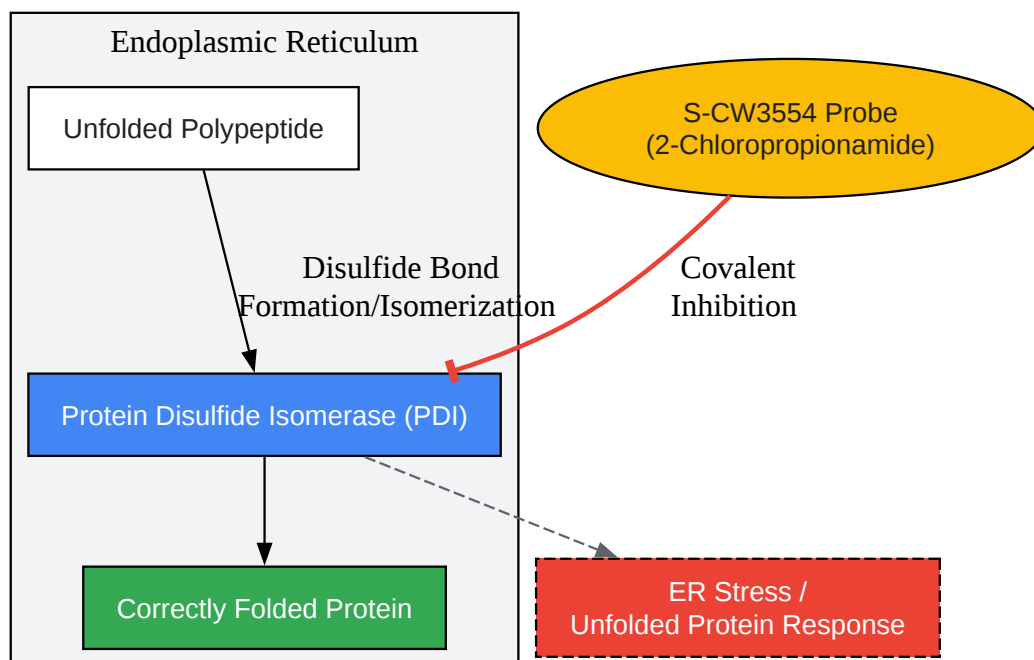 Endoplasmic Reticulum
Unfolded Polypeptide
S-CW3554 Probe
(2-Chloropropionamide)
Disulfide Bond
Formation/Isomerization
Covalent
Inhibition
Protein Disulfide Isomerase (PDI)
Correctly Folded Protein
ER Stress /
Unfolded Protein Response